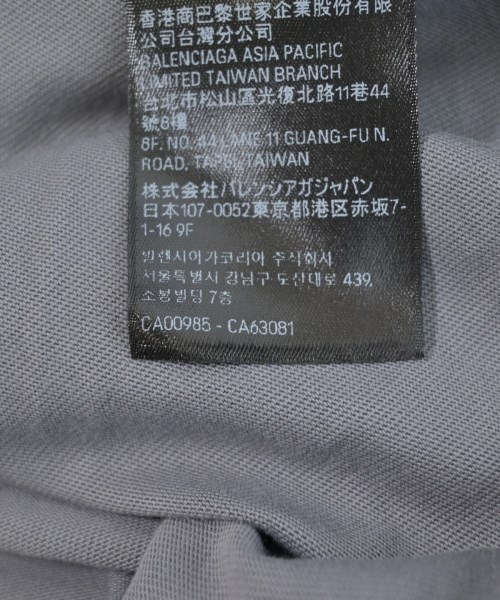 香港商巴黎世家企業股份有限
公司台灣分公司
BALENCIAGA ASIA PACIFIC
LIMITED TAIWAN BRANCH
台北市松山區光復北路11巷44
號8樓
8F. NO. 44 LANE 11 GUANG-FU N.
ROAD, TAPEI, TAIWAN
株式会社バレンシアガジャパン
日本107-0052東京都港区赤坂7-
1-16 9F
발렌시아가코리아 주식회사
서울특별시 강남구 도산대로 439,
소봉빌딩 7층
CA00985 - CA63081